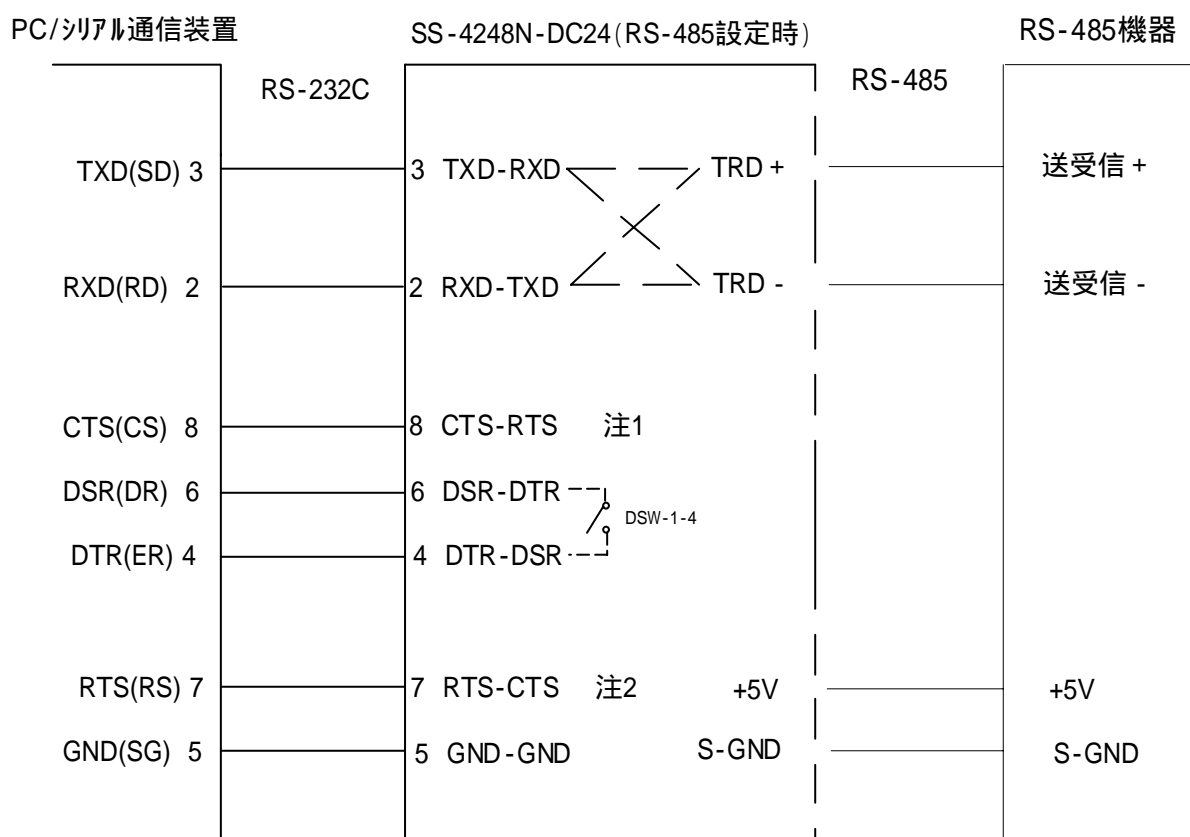 PC/ｼﾘｱﾙ通信装置 SS-4248N-DC24(RS-485設定時) RS-485機器
RS-232C RS-485
TXD(SD) 3 3 TXD-RXD TRD + 送受信 +
RXD(RD) 2 2 RXD-TXD TRD - 送受信 -
CTS(CS) 8 8 CTS-RTS 注1
DSR(DR) 6 6 DSR-DTR
DSW-1-4
DTR(ER) 4 4 DTR-DSR
RTS(RS) 7 7 RTS-CTS 注2 +5V +5V
GND(SG) 5 5 GND-GND S-GND S-GND